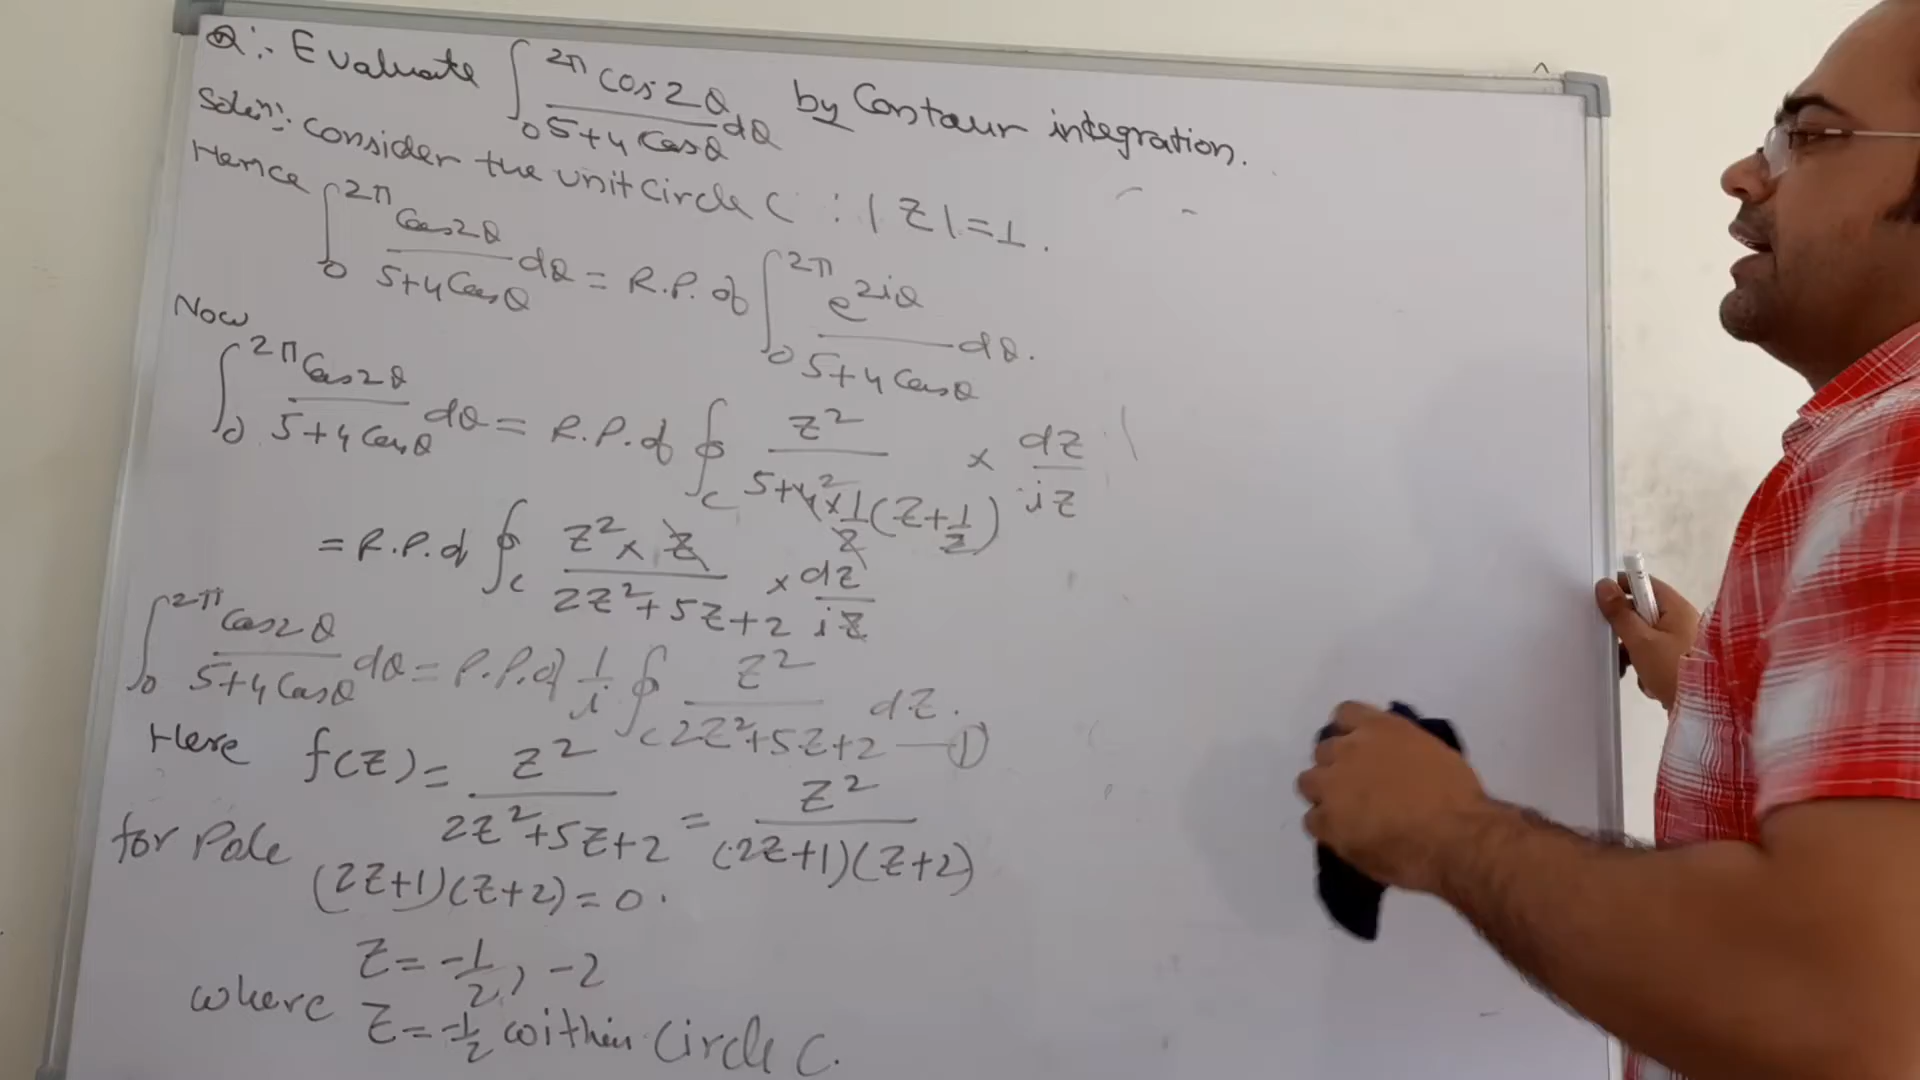 Q:- Evaluate ∫₀^2π cos2θ/(5+4cosθ) dθ by Contour integration.
Soln:- Consider the unit circle C : |Z|=1.
Hence ∫₀^2π cos2θ/(5+4cosθ) dθ = R.P. of ∫₀^2π e^2iθ/(5+4cosθ) dθ.
Now
∫₀^2π cos2θ/(5+4cosθ) dθ = R.P. of ∮_C z²/(5+4²×1/2(z+1/z)) × dz/iz
= R.P. of ∮_C z²×z/(2z²+5z+2) × dz/iz
∫₀^2π cos2θ/(5+4cosθ) dθ = R.P. of 1/i ∮_C z²/(2z²+5z+2) dz. —①
Here f(z) = z²/(2z²+5z+2) = z²/((2z+1)(z+2))
for Pole
(2z+1)(z+2)=0.
z=-1/2, -2
where z=-1/2 within circle C.